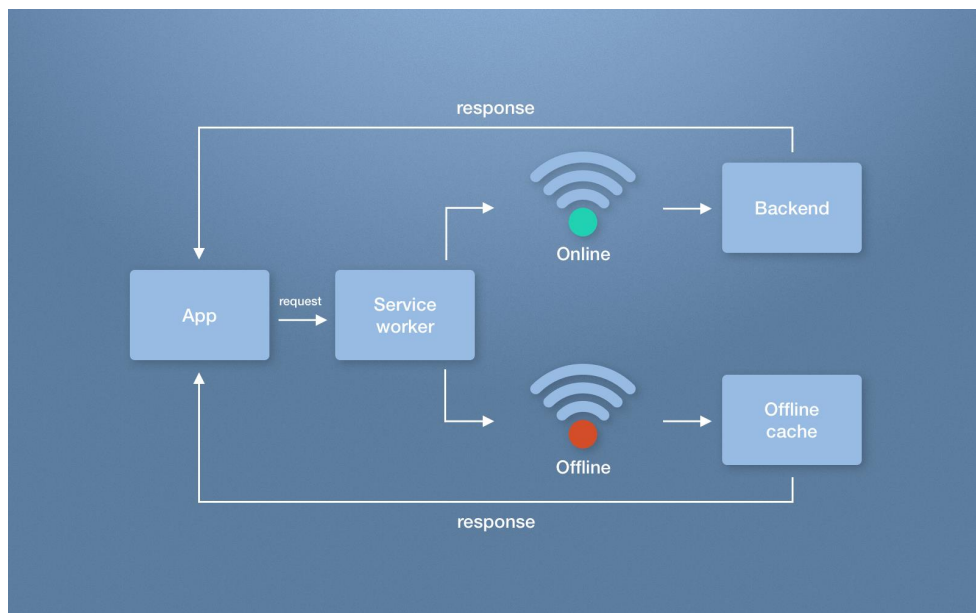 response
Backend
Online
App
request
Service
worker
Offline
cache
Offline
response